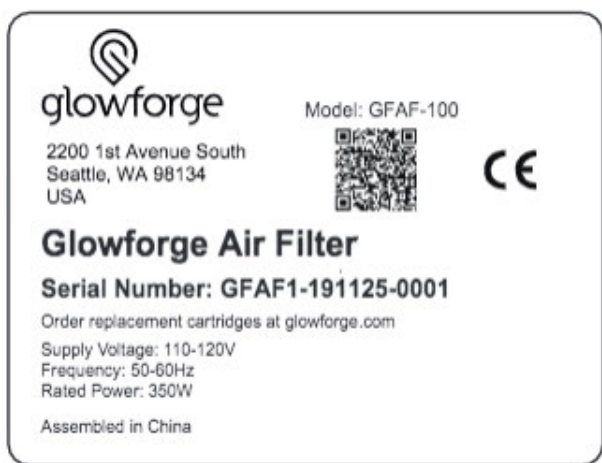 glowforge
Model: GFAF-100
2200 1st Avenue South
Seattle, WA 98134
USA
CE
Glowforge Air Filter
Serial Number: GFAF1-191125-0001
Order replacement cartridges at glowforge.com
Supply Voltage: 110-120V
Frequency: 50-60Hz
Rated Power: 350W
Assembled in China